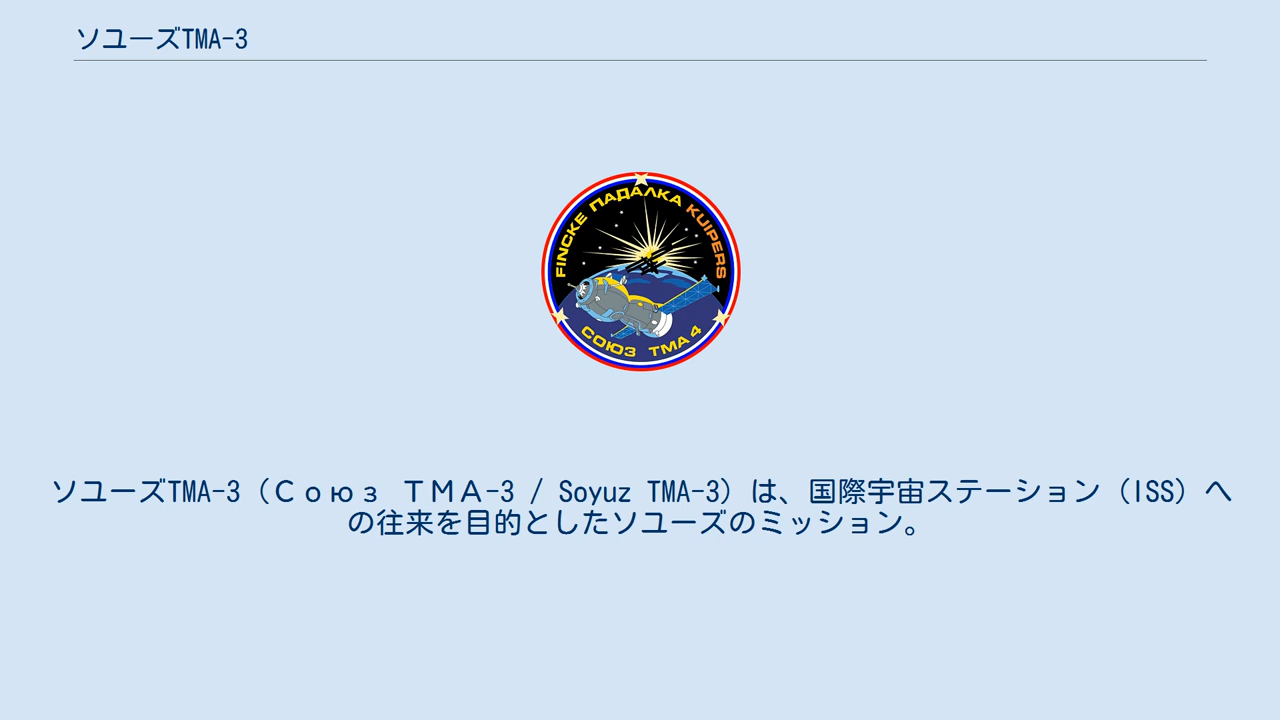 ソユーズTMA-3
FINCKE ПАДАЛКА KUIPERS
СОЮЗ ТМА 4
ソユーズTMA-3（Ｓоюз ＴＭＡ-3 / Soyuz TMA-3）は、国際宇宙ステーション（ISS）へ
の往来を目的としたソユーズのミッション。